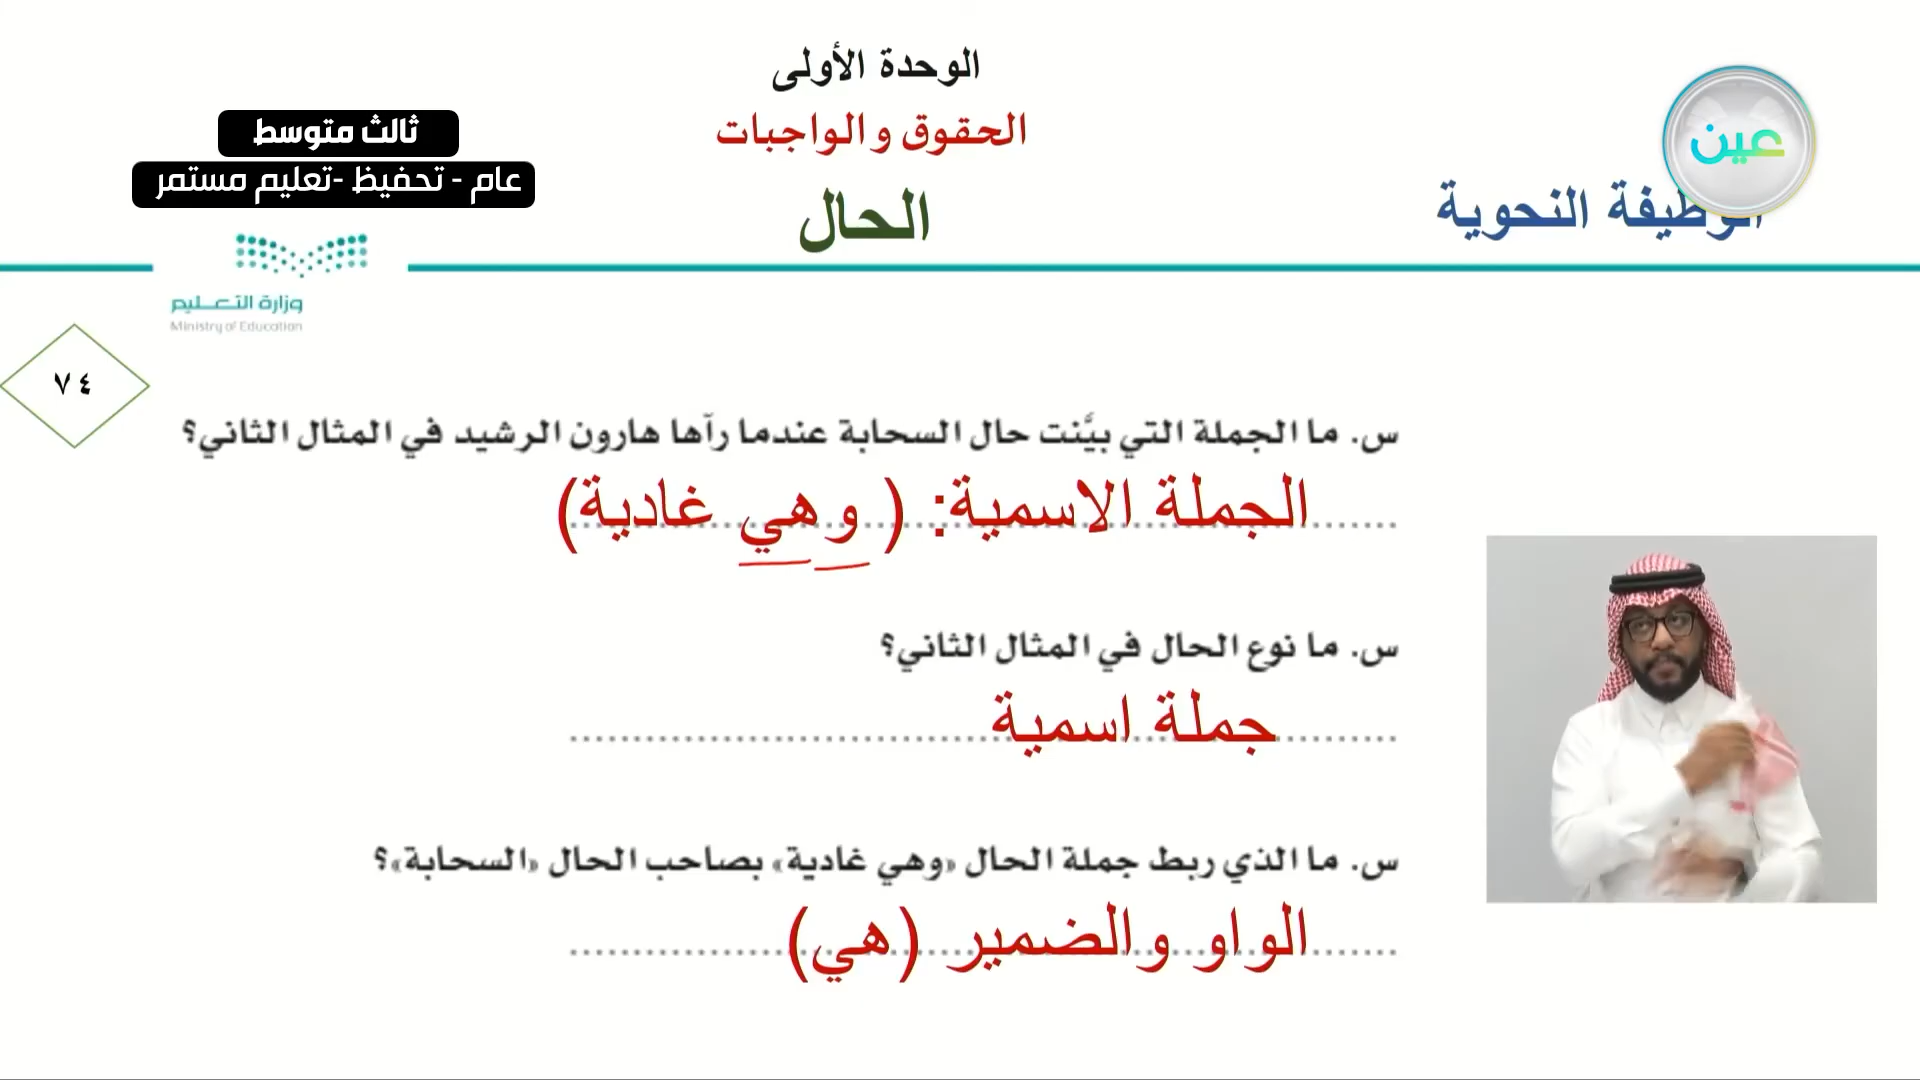 الوحدة الأولى
الحقوق والواجبات
الحال
عين
الوظيفة النحوية
ثالث متوسط
عام - تحفيظ -تعليم مستمر
وزارة التعـــليم
Ministry of Education
٧٤
س. ما الجملة التي بيَّنت حال السحابة عندما رآها هارون الرشيد في المثال الثاني؟
الجملة الاسمية: ( وهي غادية)
س. ما نوع الحال في المثال الثاني؟
جملة اسمية
س. ما الذي ربط جملة الحال «وهي غادية» بصاحب الحال «السحابة»؟
الواو والضمير (هي)